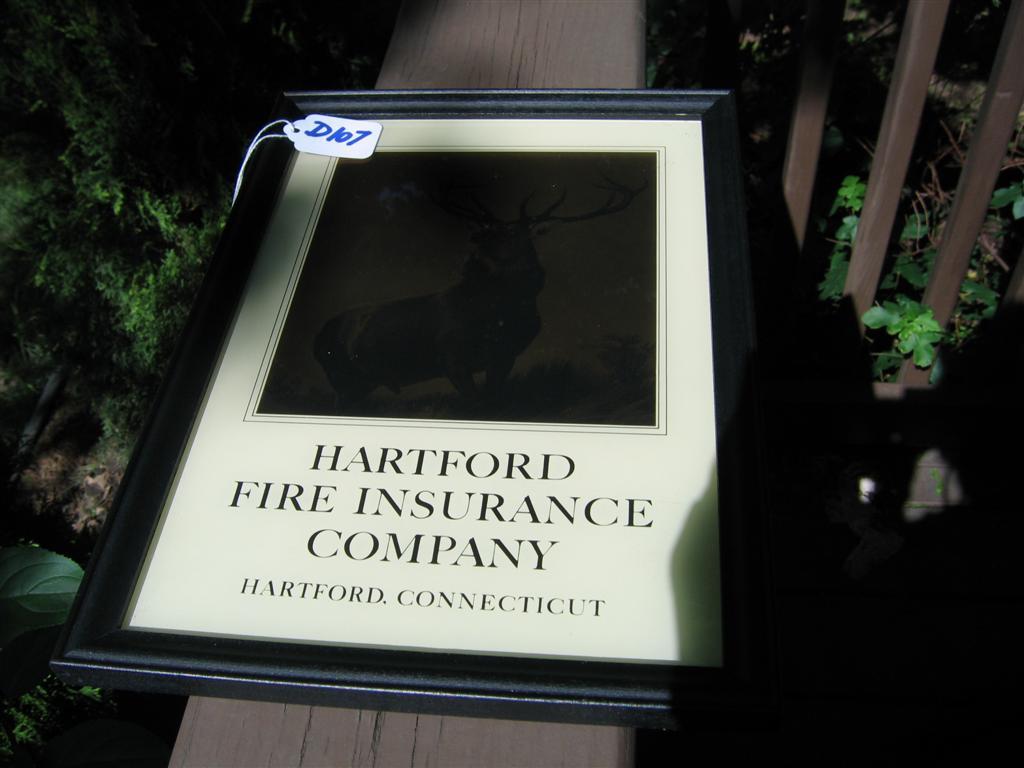 D107
HARTFORD
FIRE INSURANCE
COMPANY
HARTFORD, CONNECTICUT